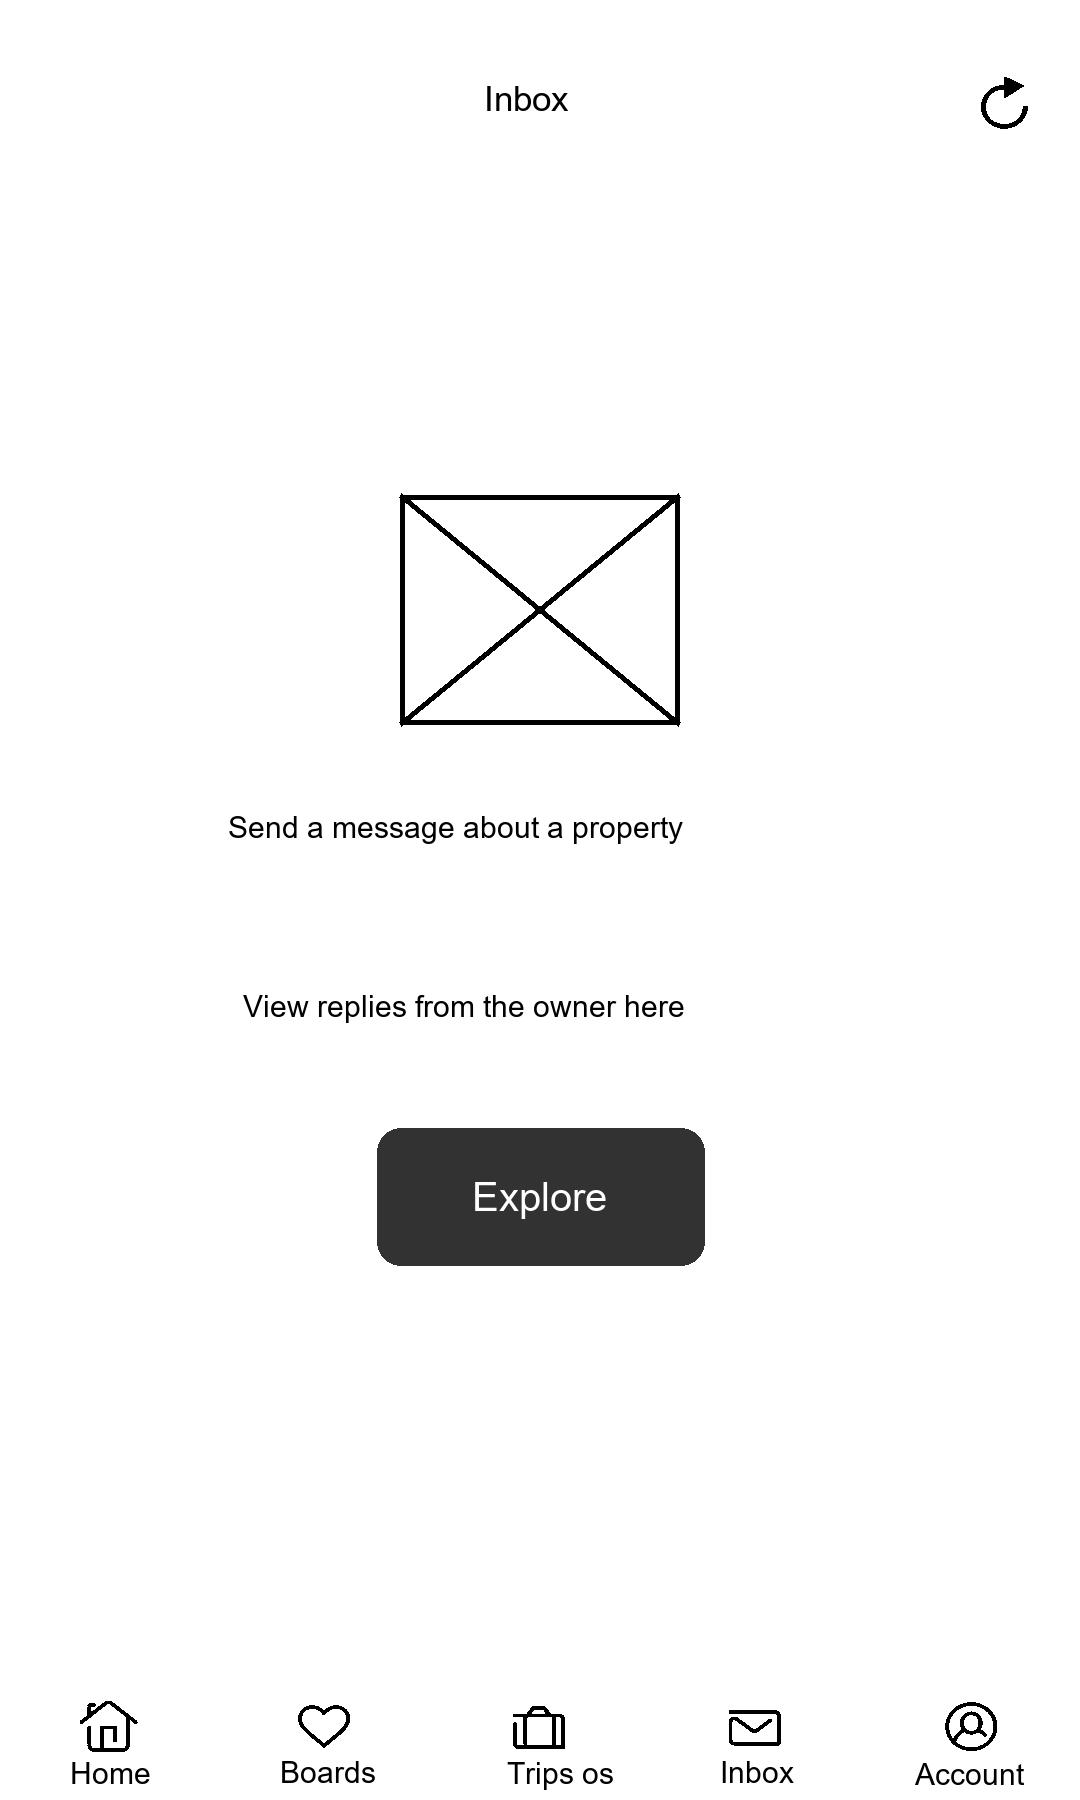 Inbox
Send a message about a property
View replies from the owner here
Explore
Home
Boards
Trips os
Inbox
Account